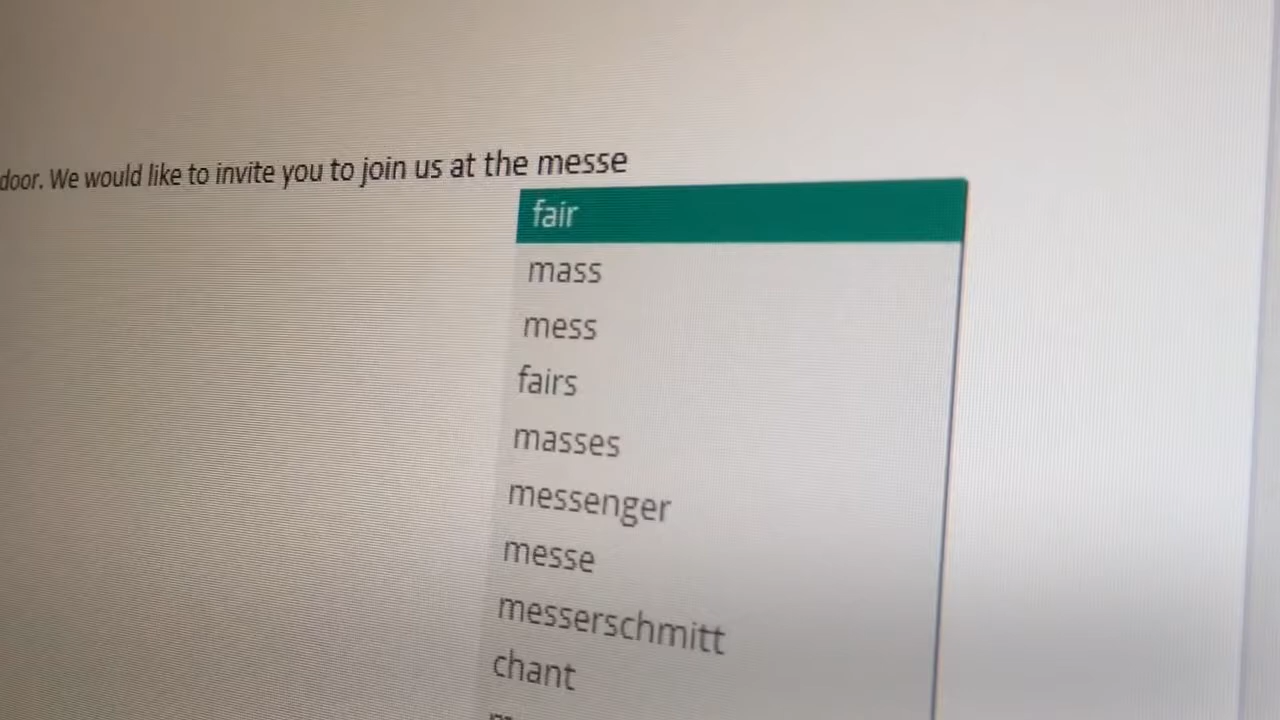 door. We would like to invite you to join us at the messe
fair
mass
mess
fairs
masses
messenger
messe
messerschmitt
chant